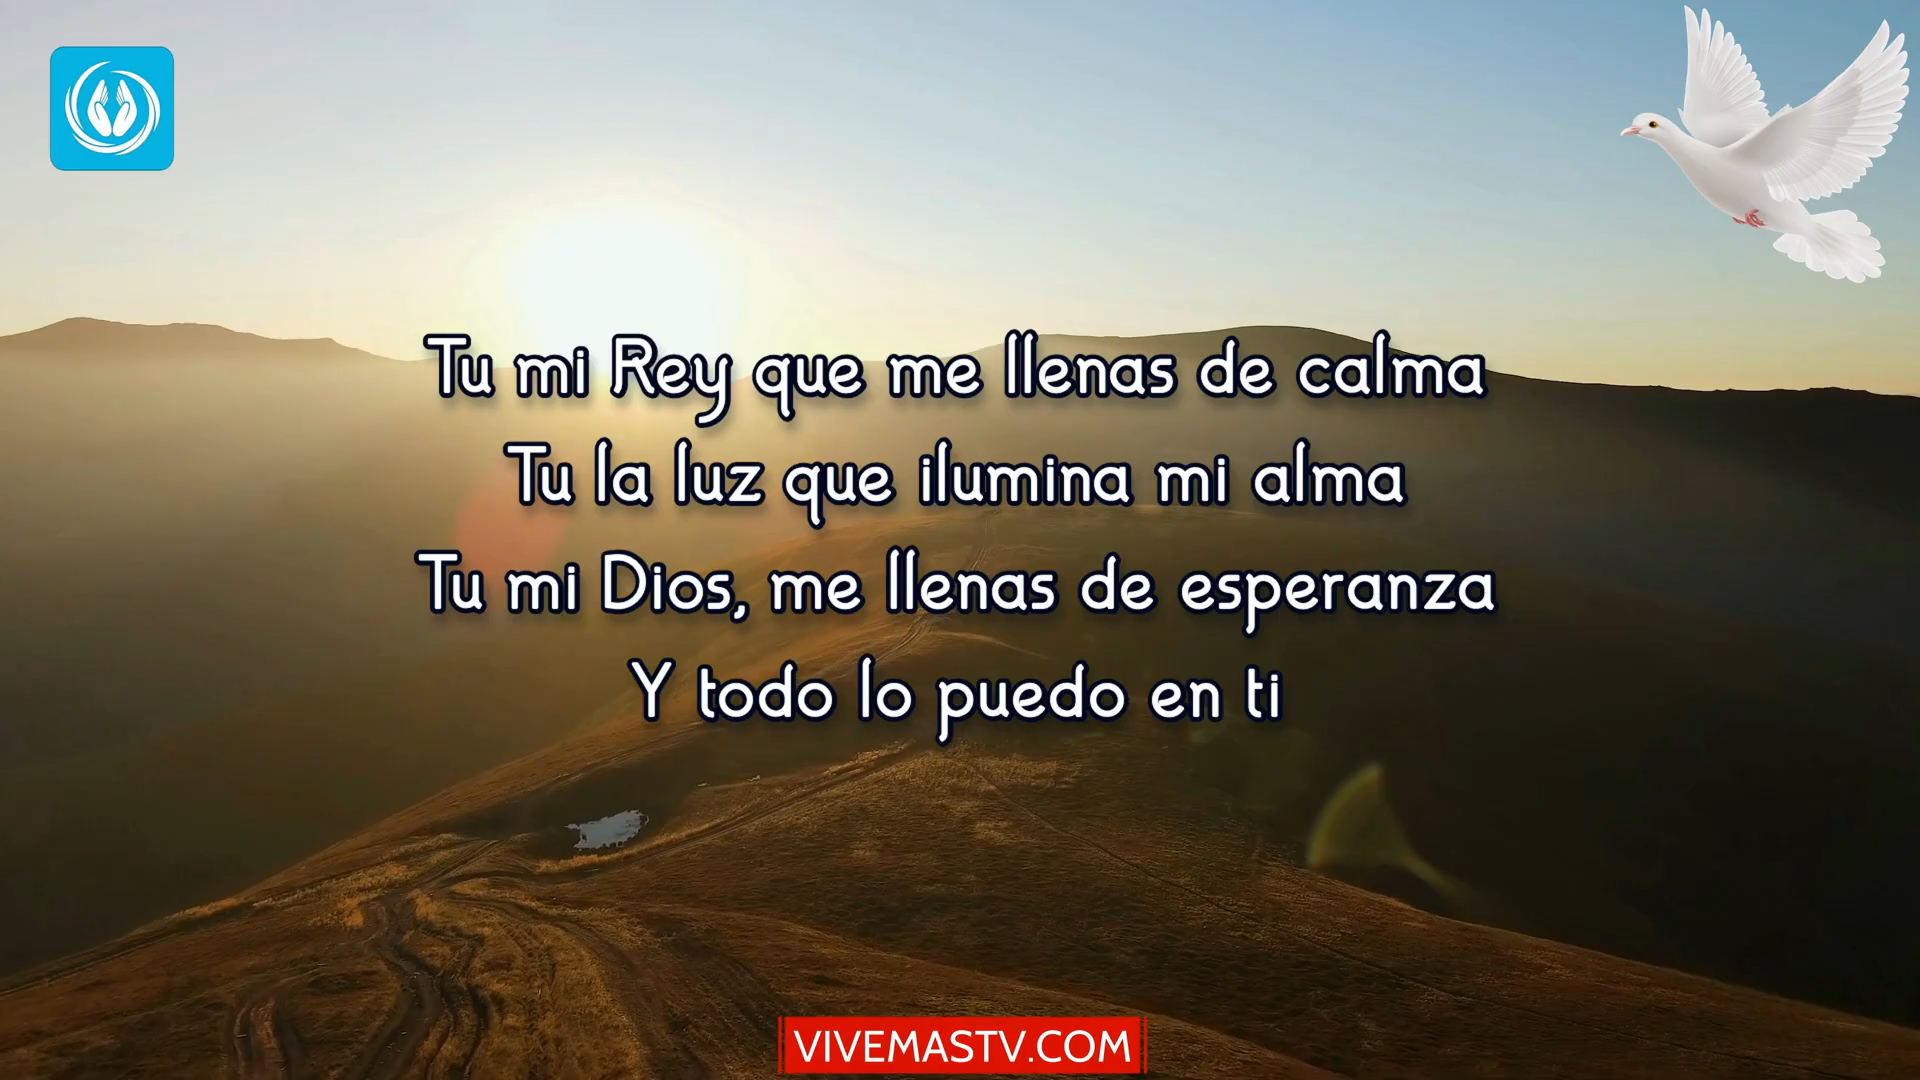 Tu mi Rey que me llenas de calma
Tu la luz que ilumina mi alma
Tu mi Dios, me llenas de esperanza
Y todo lo puedo en ti
VIVEMASTV.COM